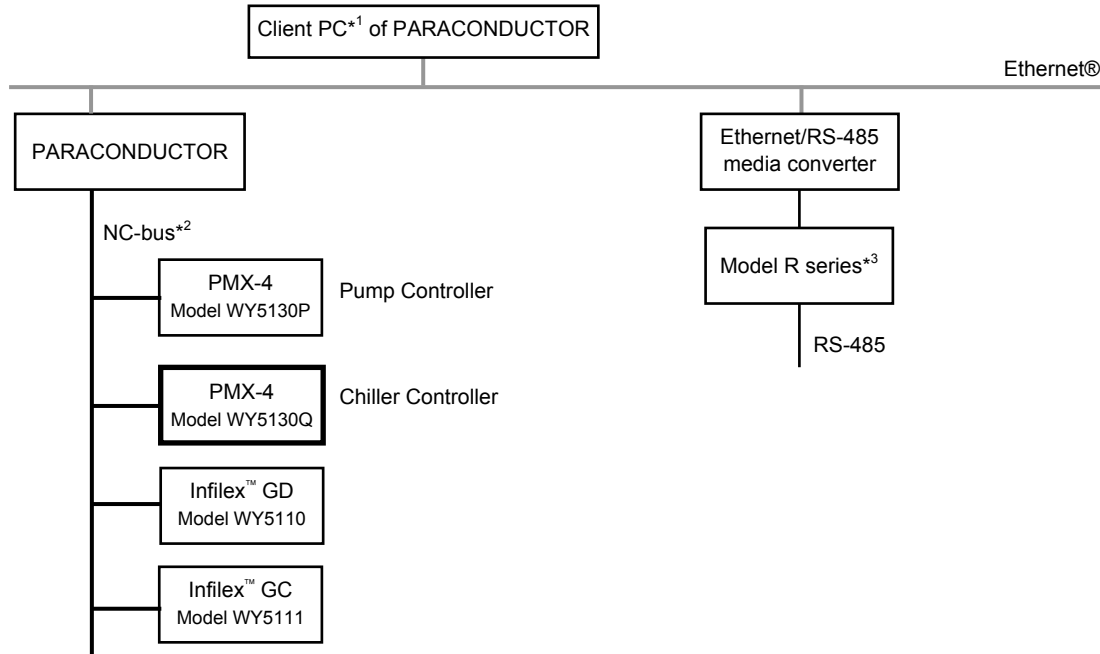 Client PC*1 of PARACONDUCTOR
Ethernet®
PARACONDUCTOR
Ethernet/RS-485
media converter
NC-bus*2
Model R series*3
PMX-4
Model WY5130P
Pump Controller
RS-485
PMX-4
Model WY5130Q
Chiller Controller
Infilex™ GD
Model WY5110
Infilex™ GC
Model WY5111